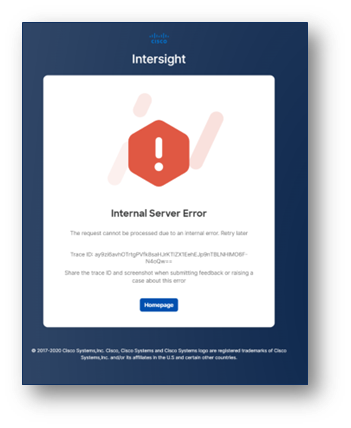 CISCO
Intersight
Internal Server Error
The request cannot be processed due to an internal error. Retry later
Trace ID:
Share the trace ID and screenshot when submitting feedback or raising a
case about this error
Homepage
© 2017-2020 Cisco Systems,Inc. Cisco, Cisco Systems and Cisco Systems logo are registered trademarks of Cisco
Systems,Inc. and/or its affiliates in the U.S and certain other countries.